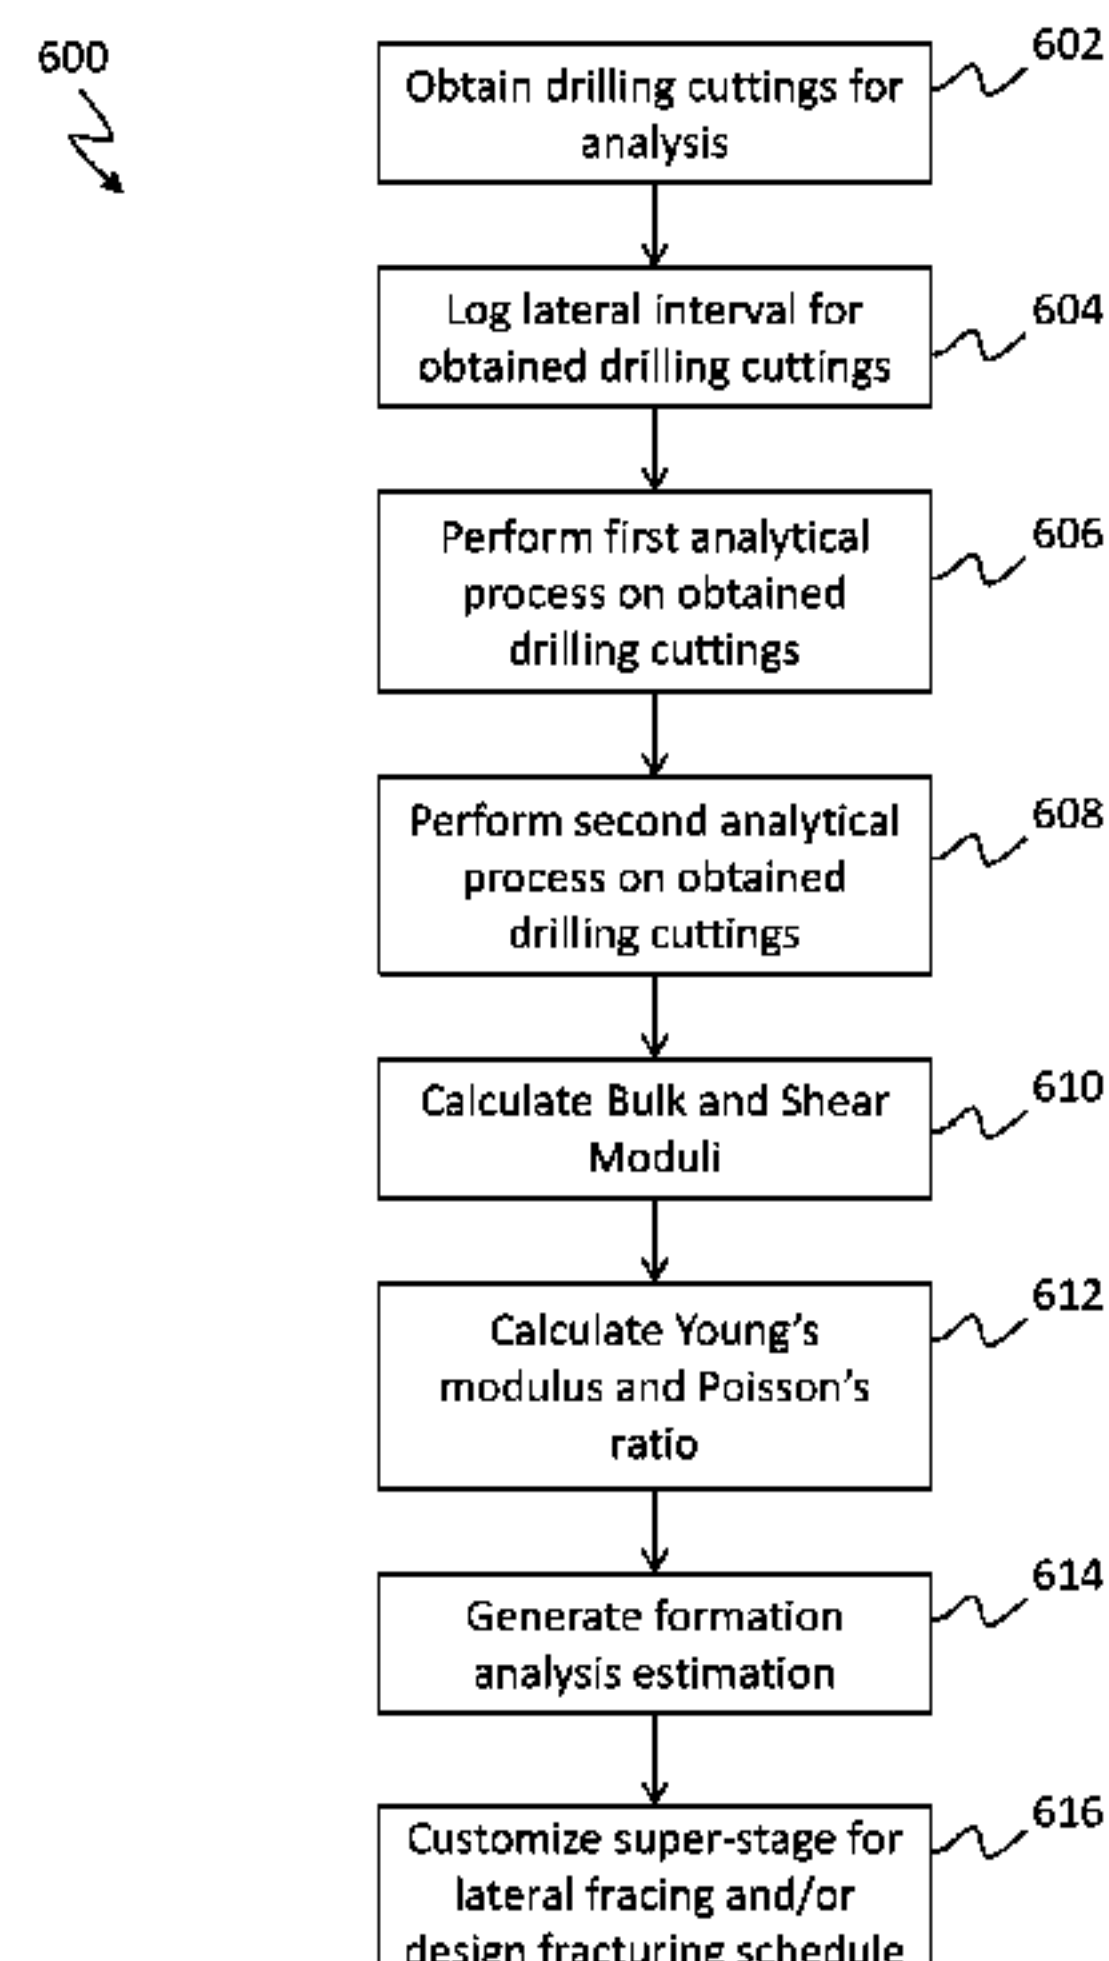 600
602
Obtain drilling cuttings for
analysis
604
Log lateral interval for
obtained drilling cuttings
606
Perform first analytical
process on obtained
drilling cuttings
608
Perform second analytical
process on obtained
drilling cuttings
610
Calculate Bulk and Shear
Moduli
612
Calculate Young’s
modulus and Poisson’s
ratio
614
Generate formation
analysis estimation
616
Customize super-stage for
lateral fracing and/or
design fracturing schedule